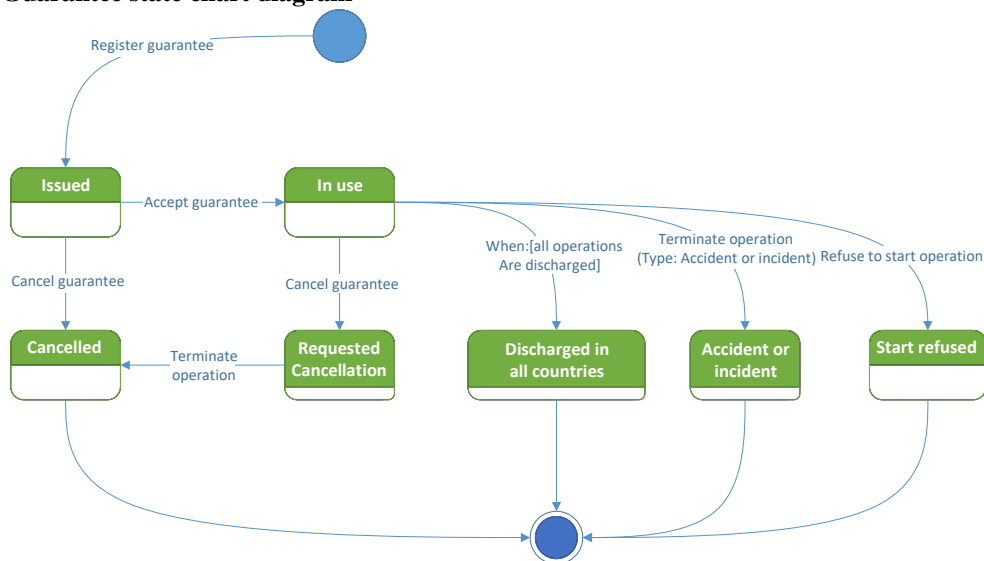 Guarantee state chart diagram
Register guarantee
Issued
Accept guarantee
In use
When:[all operations
Are discharged]
Terminate operation
(Type: Accident or incident)
Refuse to start operation
Cancel guarantee
Cancel guarantee
Cancelled
Terminate
operation
Requested
Cancellation
Discharged in
all countries
Accident or
incident
Start refused